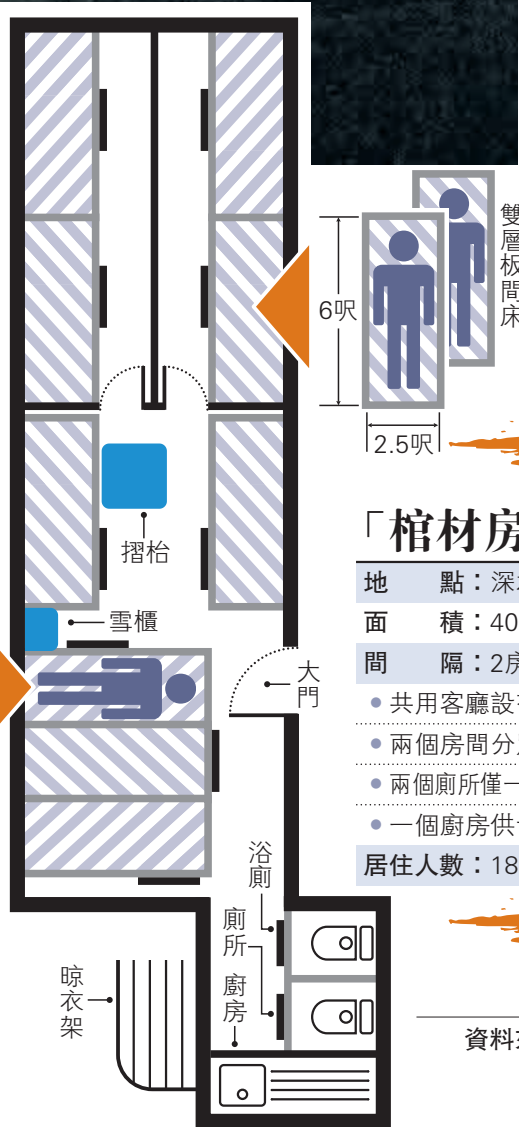 雙層板間床
6呎
2.5呎
摺枱
雪櫃
大門
「棺材房
地　點：深
面　積：40
間　隔：2房
共用客廳設
兩個房間分
兩個廁所僅一
一個廚房供
居住人數：18
浴廁
廁所
廚房
晾衣架
資料